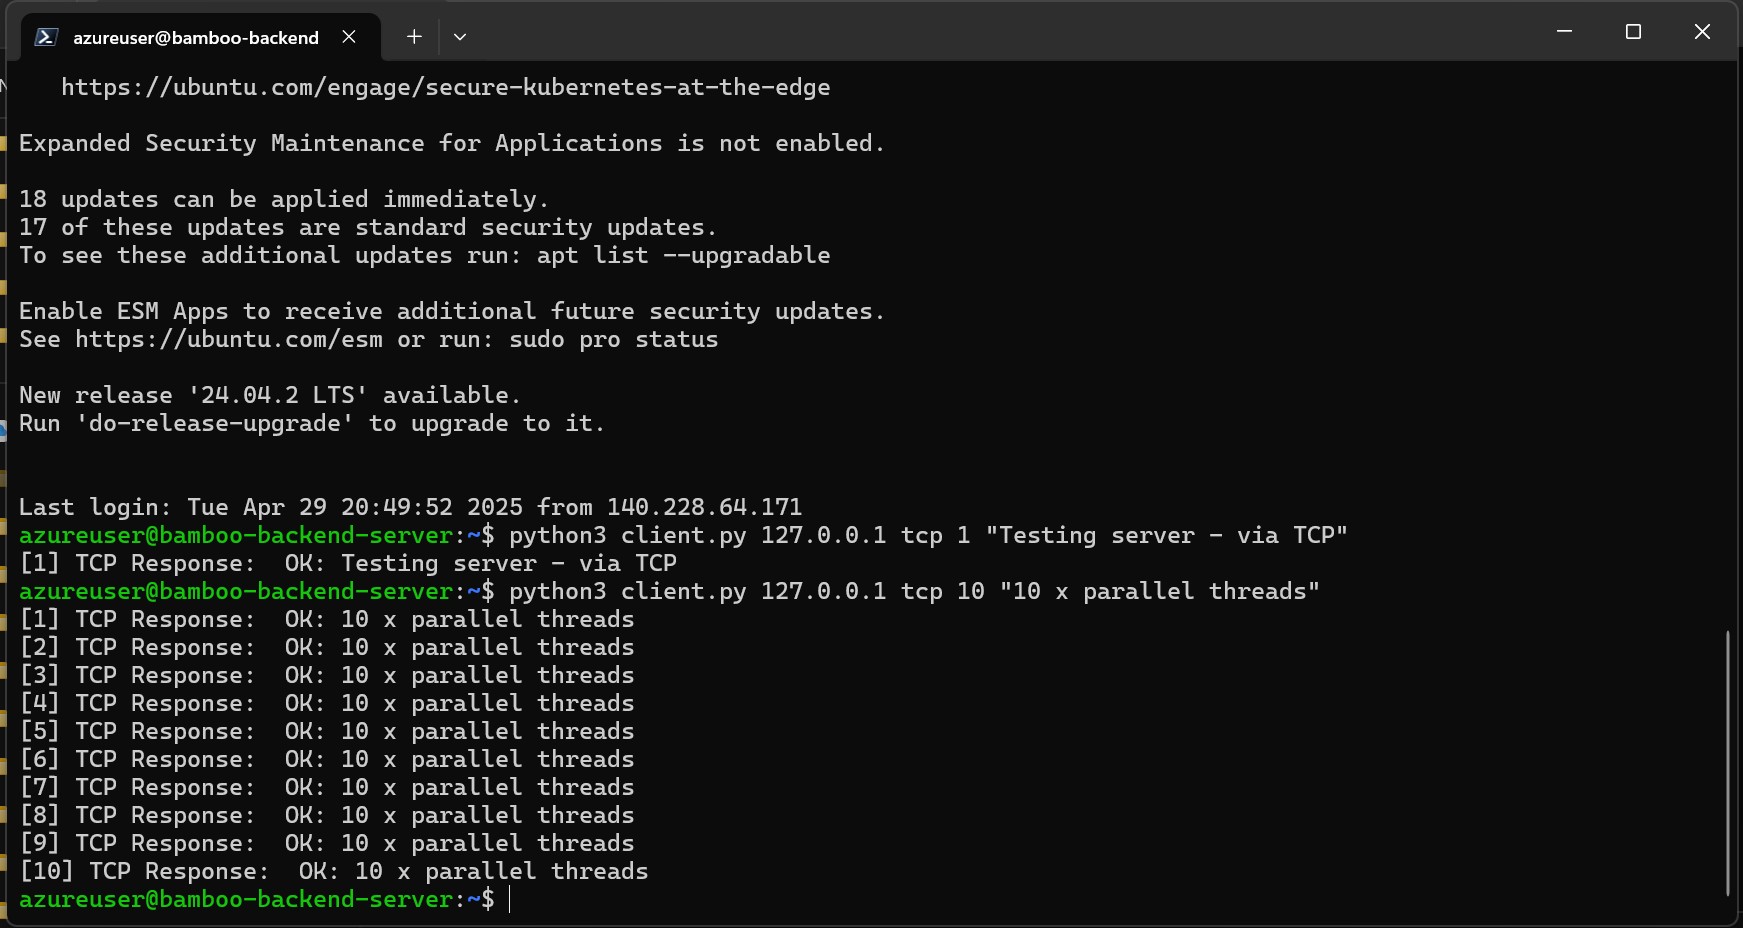 azureuser@bamboo-backend
https://ubuntu.com/engage/secure-kubernetes-at-the-edge
Expanded Security Maintenance for Applications is not enabled.
18 updates can be applied immediately.
17 of these updates are standard security updates.
To see these additional updates run: apt list --upgradable
Enable ESM Apps to receive additional future security updates.
See https://ubuntu.com/esm or run: sudo pro status
New release '24.04.2 LTS' available.
Run 'do-release-upgrade' to upgrade to it.
Last login: Tue Apr 29 20:49:52 2025 from 140.228.64.171
azureuser@bamboo-backend-server:~$ python3 client.py 127.0.0.1 tcp 1 "Testing server - via TCP"
[1] TCP Response:  OK: Testing server - via TCP
azureuser@bamboo-backend-server:~$ python3 client.py 127.0.0.1 tcp 10 "10 x parallel threads"
[1] TCP Response:  OK: 10 x parallel threads
[2] TCP Response:  OK: 10 x parallel threads
[3] TCP Response:  OK: 10 x parallel threads
[4] TCP Response:  OK: 10 x parallel threads
[5] TCP Response:  OK: 10 x parallel threads
[6] TCP Response:  OK: 10 x parallel threads
[7] TCP Response:  OK: 10 x parallel threads
[8] TCP Response:  OK: 10 x parallel threads
[9] TCP Response:  OK: 10 x parallel threads
[10] TCP Response:  OK: 10 x parallel threads
azureuser@bamboo-backend-server:~$